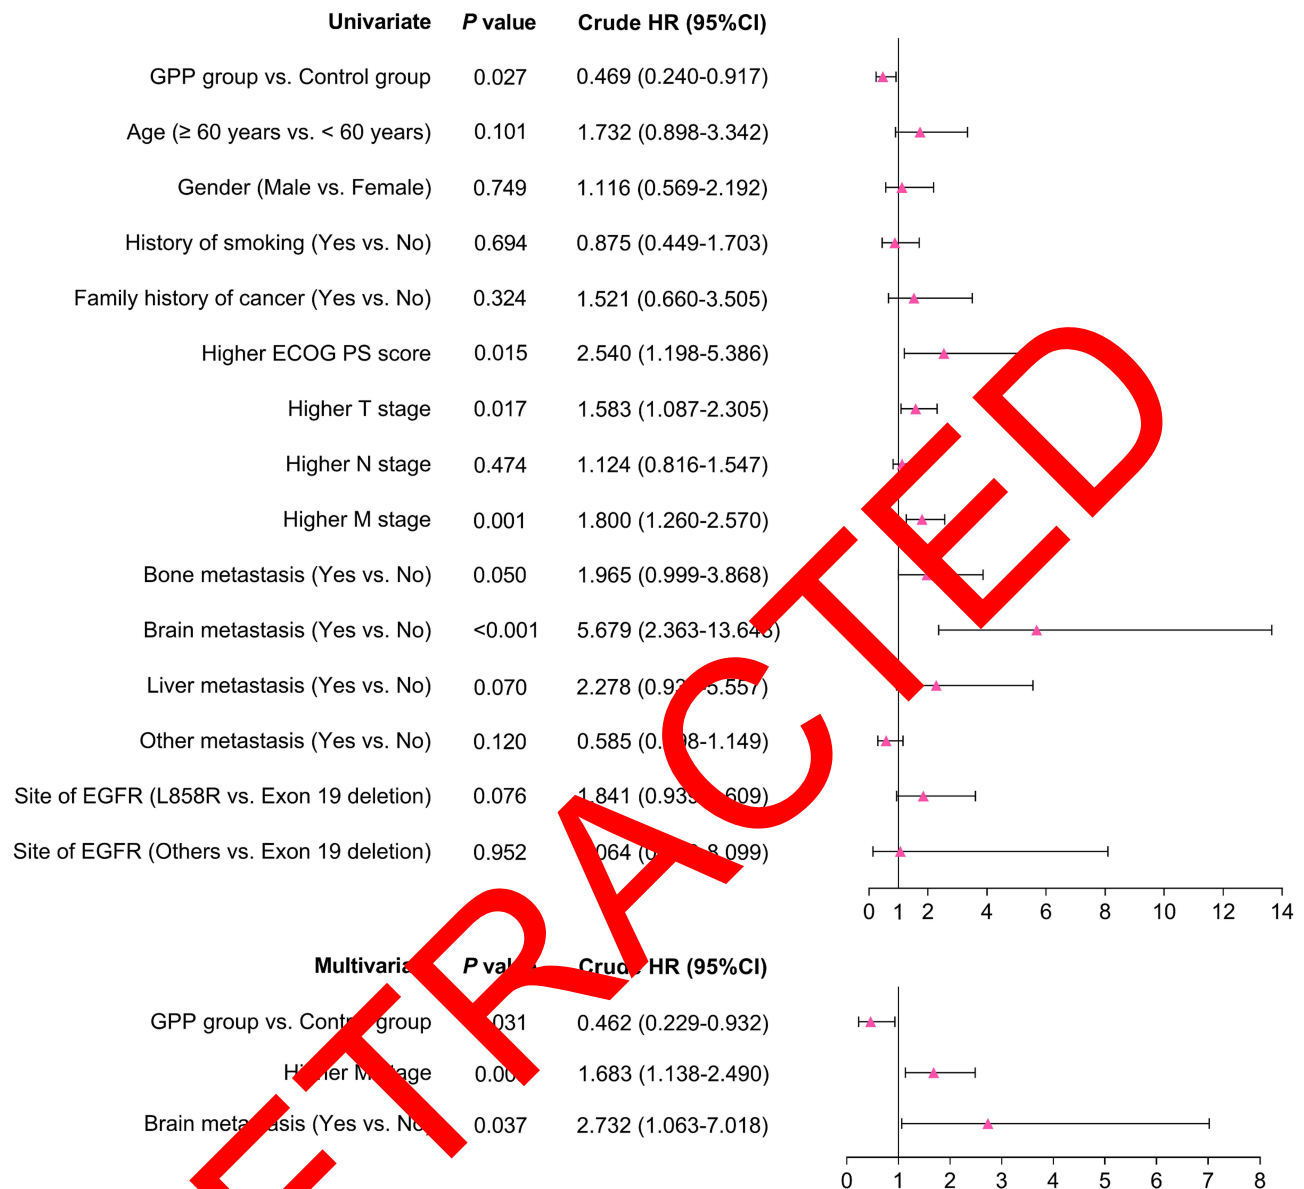 Univariate P value Crude HR (95%CI)
GPP group vs. Control group 0.027 0.469 (0.240-0.917)
Age (≥ 60 years vs. < 60 years) 0.101 1.732 (0.898-3.342)
Gender (Male vs. Female) 0.749 1.116 (0.569-2.192)
History of smoking (Yes vs. No) 0.694 0.875 (0.449-1.703)
Family history of cancer (Yes vs. No) 0.324 1.521 (0.660-3.505)
Higher ECOG PS score 0.015 2.540 (1.198-5.386)
Higher T stage 0.017 1.583 (1.087-2.305)
Higher N stage 0.474 1.124 (0.816-1.547)
Higher M stage 0.001 1.800 (1.260-2.570)
Bone metastasis (Yes vs. No) 0.050 1.965 (0.999-3.868)
Brain metastasis (Yes vs. No) <0.001 5.679
Liver metastasis (Yes vs. No) 0.070 2.278
Other metastasis (Yes vs. No) 0.120 0.585
Site of EGFR (L858R vs. Exon 19 deletion) 0.076 1.841
Site of EGFR (Others vs. Exon 19 deletion) 0.952
0 1 2 4 6 8 10 12 14
P value Crude HR (95%CI)
GPP group vs. Control group 0.462 (0.229-0.932)
Higher M stage 1.683 (1.138-2.490)
Brain metastasis (Yes vs. No) 0.037 2.732 (1.063-7.018)
0 1 2 3 4 5 6 7 8
ETRACTED